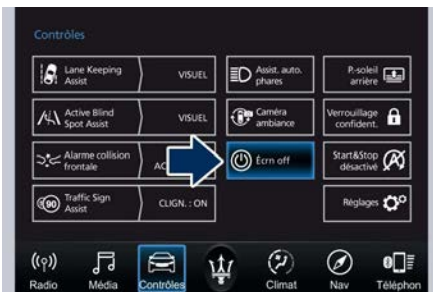 Contrôles
Lane Keeping
Assist
VISUEL
Assist. auto.
phares
P.-soleil
arrière
Active Blind
Spot Assist
VISUEL
Caméra
ambiance
Verrouillage
confident.
Alarme collision
frontale
Écrn off
Start&Stop
désactivé
90
Traffic Sign
Assist
CLIGN. : ON
Réglages
Radio
Média
Contrôles
Climat
Nav
Téléphon